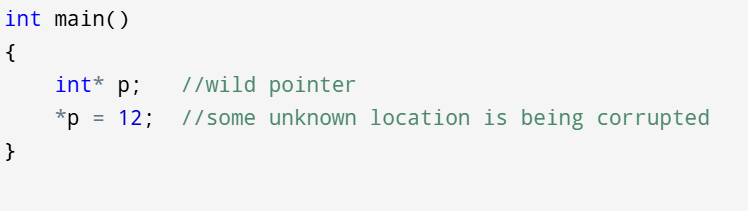 int main()
{
    int* p;   //wild pointer
    *p = 12;  //some unknown location is being corrupted
}